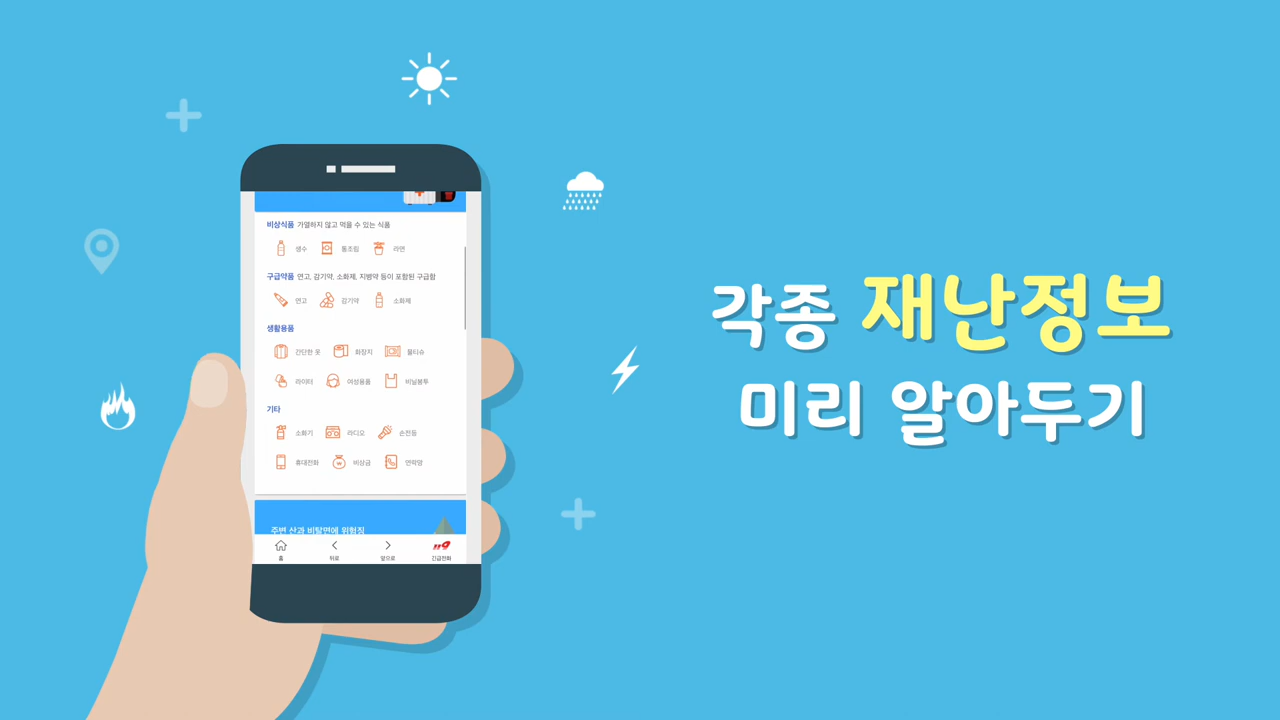 비상식품 가열하지 않고 먹을 수 있는 식품
생수 통조림 라면
구급약품 연고, 감기약, 소화제, 지병약 등이 포함된 구급함
연고 감기약 소화제
생활용품
간단한 옷 화장지 물티슈
라이터 여성용품 비닐봉투
기타
소화기 라디오 손전등
휴대전화 비상금 연락망
주변 산과 비탈면에 위험징
홈 뒤로 앞으로 긴급전화
119
각종 재난정보
미리 알아두기